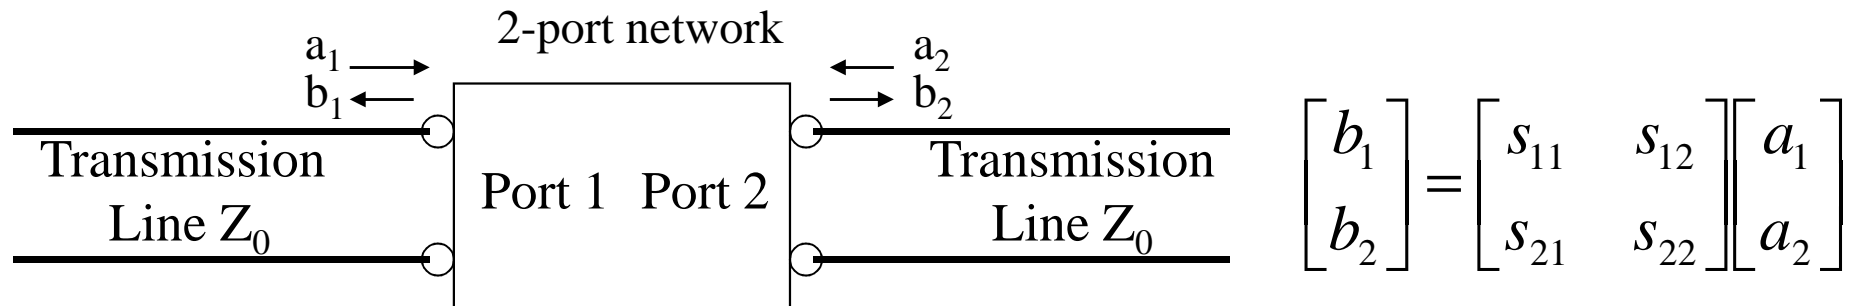 2-port network
a₁
b₁
a₂
b₂
Transmission
Line Z₀
Port 1 Port 2
Transmission
Line Z₀
[b₁ b₂] = [s₁₁ s₁₂ s₂₁ s₂₂] [a₁ a₂]